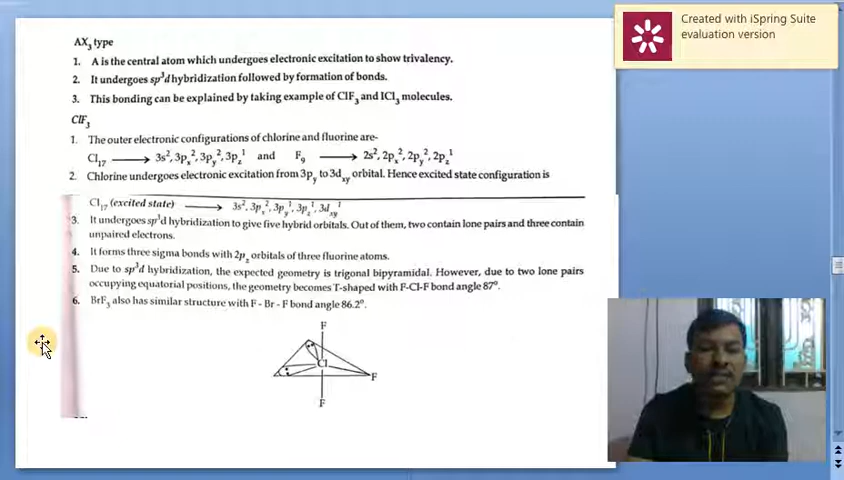 AX3 type
1. A is the central atom which undergoes electronic excitation to show trivalency.
2. It undergoes sp³d hybridization followed by formation of bonds.
3. This bonding can be explained by taking example of ClF3 and ICl3 molecules.
ClF3
1. The outer electronic configurations of chlorine and fluorine are-
Cl17 ⟶ 3s², 3px², 3py², 3pz¹ and F9 ⟶ 2s², 2px², 2py², 2pz¹
2. Chlorine undergoes electronic excitation from 3py to 3dxy orbital. Hence excited state configuration is
Cl17 (excited state) ⟶ 3s², 3px², 3py¹, 3pz¹, 3dxy¹
3. It undergoes sp³d hybridization to give five hybrid orbitals. Out of them, two contain lone pairs and three contain
unpaired electrons.
4. It forms three sigma bonds with 2pz orbitals of three fluorine atoms.
5. Due to sp³d hybridization, the expected geometry is trigonal bipyramidal. However, due to two lone pairs
occupying equatorial positions, the geometry becomes T-shaped with F-Cl-F bond angle 87°.
6. BrF3 also has similar structure with F - Br - F bond angle 86.2°.
F
Cl
F
F
Created with iSpring Suite
evaluation version